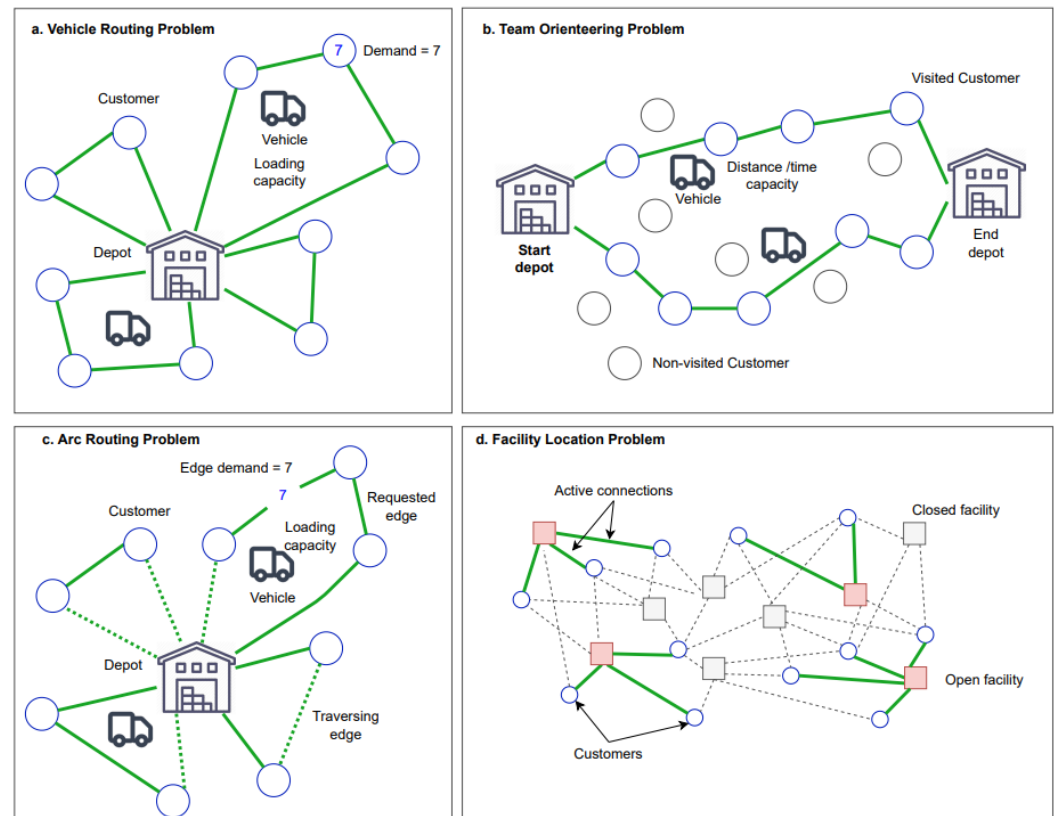 a. Vehicle Routing Problem
7
Demand = 7
Customer
Vehicle
Loading
capacity
Depot
b. Team Orienteering Problem
Visited Customer
Distance /time
capacity
Vehicle
Start
depot
End
depot
Non-visited Customer
c. Arc Routing Problem
Edge demand = 7
7
Requested
edge
Customer
Loading
capacity
Vehicle
Depot
Traversing
edge
d. Facility Location Problem
Active connections
Closed facility
Open facility
Customers